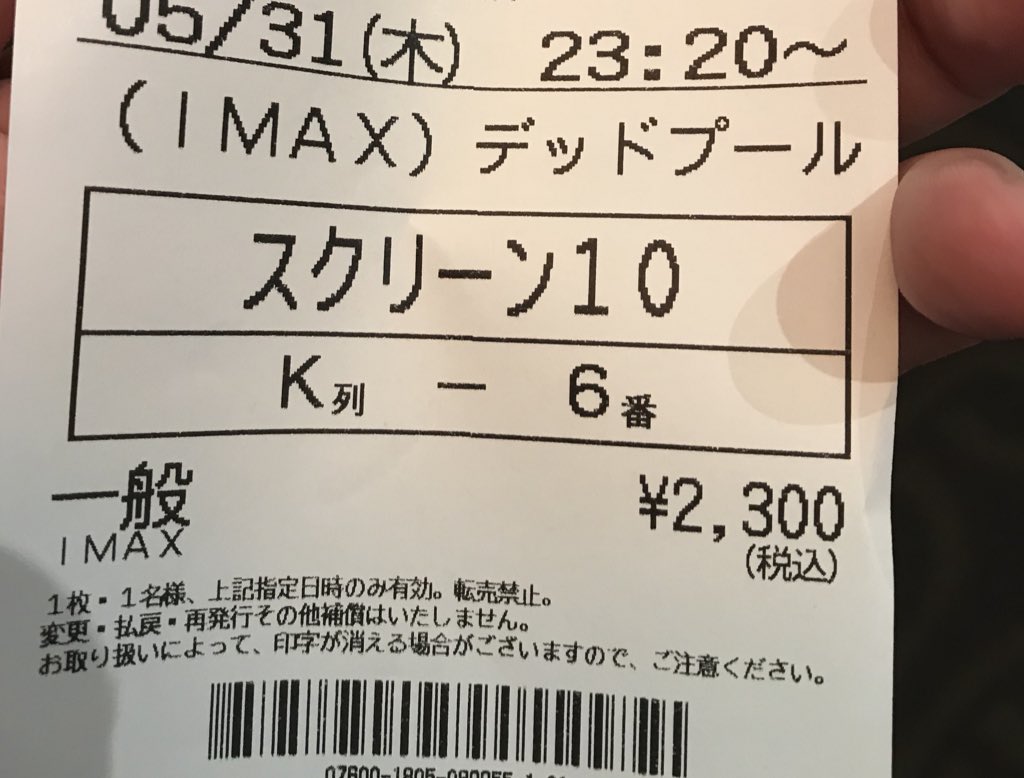 05/31(木) 23:20～
(IMAX)デッドプール
スクリーン10
K列 － 6番
一般 ¥2,300
IMAX (税込)
1枚・1名様、上記指定日時のみ有効。転売禁止。
変更・払戻・再発行その他補償はいたしません。
お取り扱いによって、印字が消える場合がございますので、ご注意ください。